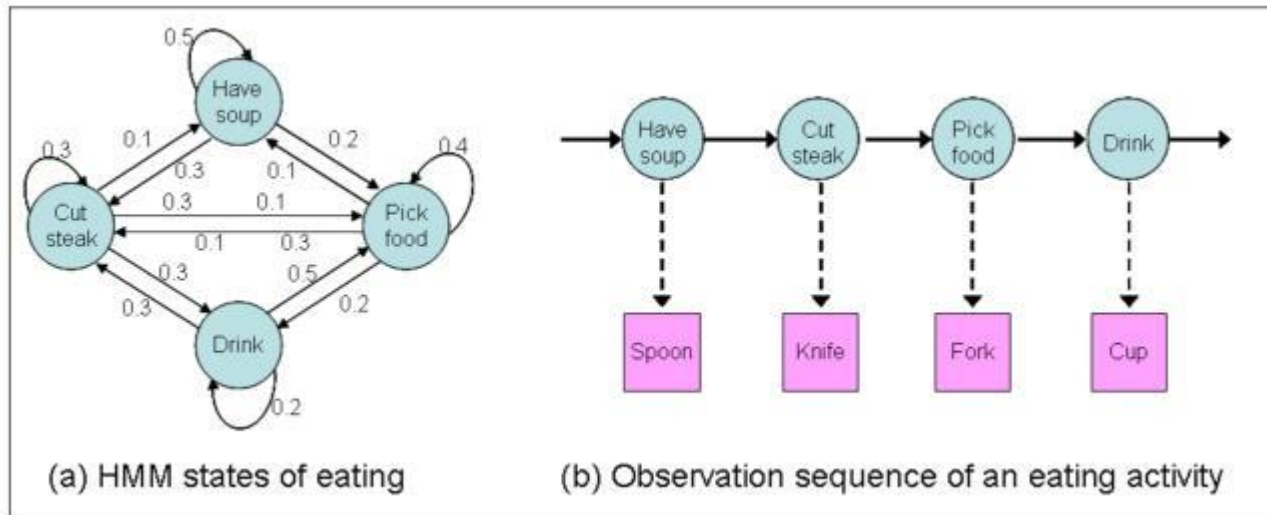 0.5
Have
soup
0.1
0.2
0.3
0.4
0.3
0.1
Cut
steak
0.3
0.1
Pick
food
0.1
0.3
0.3
0.5
0.3
0.2
Drink
0.2
(a) HMM states of eating
Have
soup
Cut
steak
Pick
food
Drink
Spoon
Knife
Fork
Cup
(b) Observation sequence of an eating activity